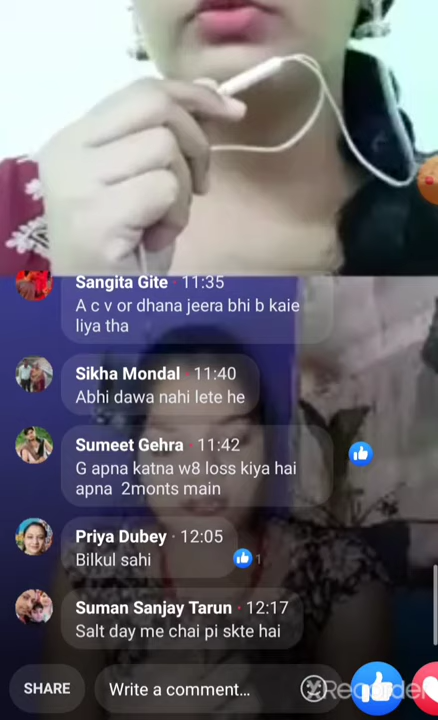 Sangita Gite · 11:35
A c v or dhana jeera bhi b kaie
liya tha
Sikha Mondal · 11:40
Abhi dawa nahi lete he
Sumeet Gehra · 11:42
G apna katna w8 loss kiya hai
apna 2monts main
Priya Dubey · 12:05
Bilkul sahi
1
Suman Sanjay Tarun · 12:17
Salt day me chai pi skte hai
SHARE
Write a comment...
Recorder